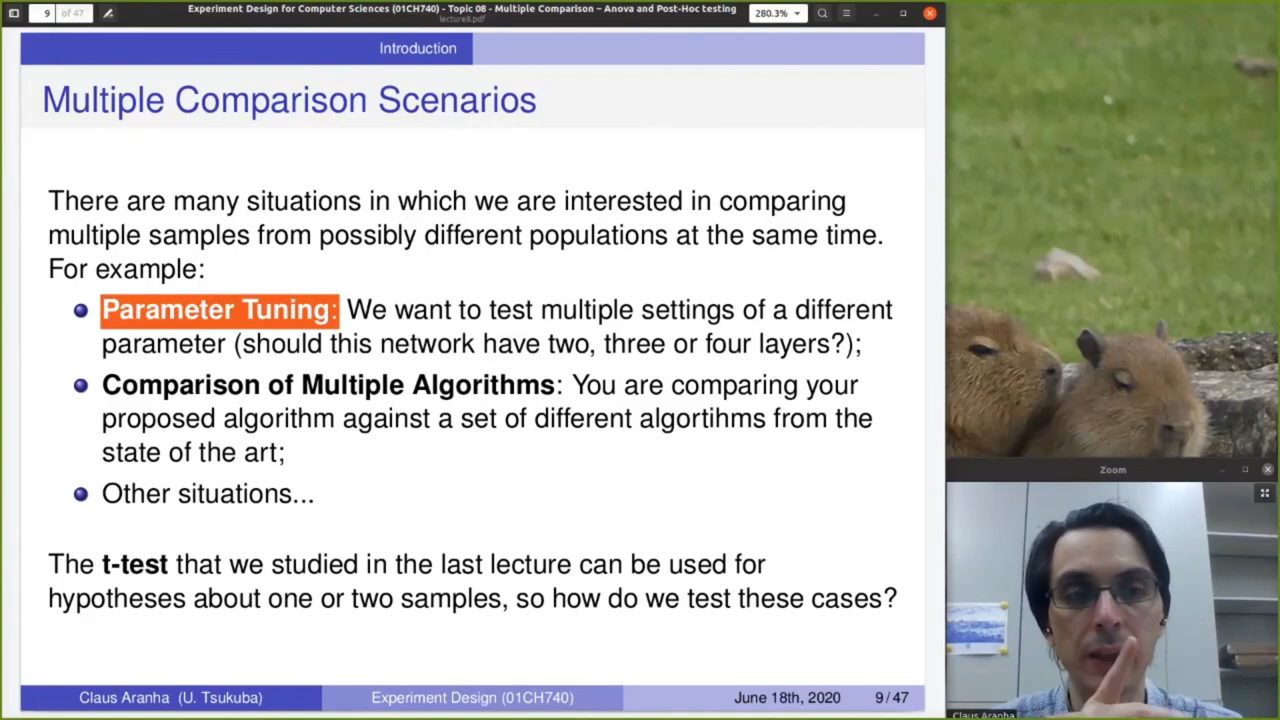 9 of 47
Experiment Design for Computer Sciences (01CH740) - Topic 08 - Multiple Comparison – Anova and Post-Hoc testing
lecture8.pdf
280.3%
Introduction
Multiple Comparison Scenarios
There are many situations in which we are interested in comparing
multiple samples from possibly different populations at the same time.
For example:
Parameter Tuning: We want to test multiple settings of a different
parameter (should this network have two, three or four layers?);
Comparison of Multiple Algorithms: You are comparing your
proposed algorithm against a set of different algortihms from the
state of the art;
Other situations...
The t-test that we studied in the last lecture can be used for
hypotheses about one or two samples, so how do we test these cases?
Claus Aranha (U. Tsukuba) Experiment Design (01CH740) June 18th, 2020 9 / 47
Zoom
Claus Aranha